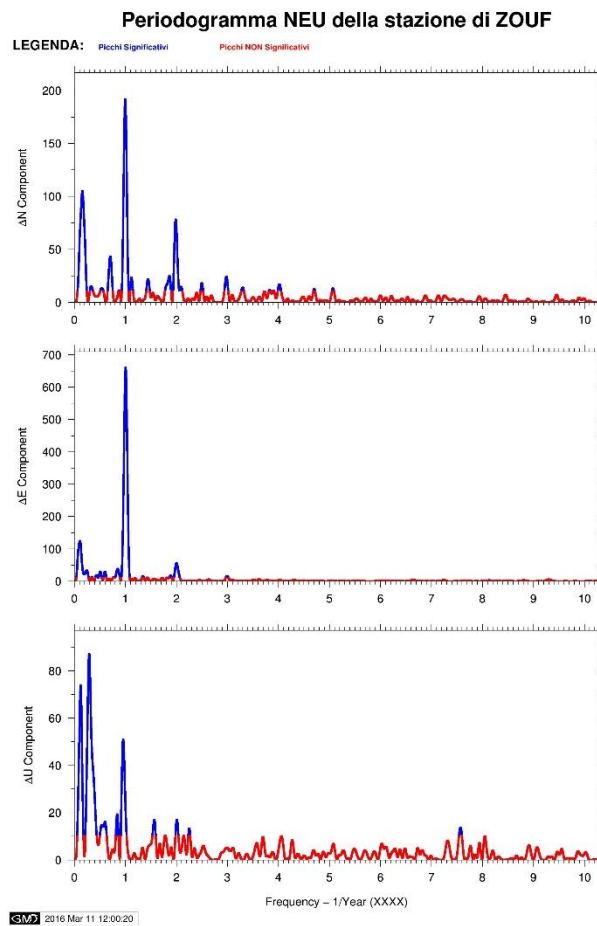 Periodogramma NEU della stazione di ZOUF
LEGENDA: Picchi Significativi Picchi NON Significativi
200
150
100
50
0
ΔN Component
0 1 2 3 4 5 6 7 8 9 10
700
600
500
400
300
200
100
0
ΔE Component
0 1 2 3 4 5 6 7 8 9 10
80
60
40
20
0
ΔU Component
0 1 2 3 4 5 6 7 8 9 10
Frequency – 1/Year (XXXX)
GMT 2016 Mar 11 12:00:20